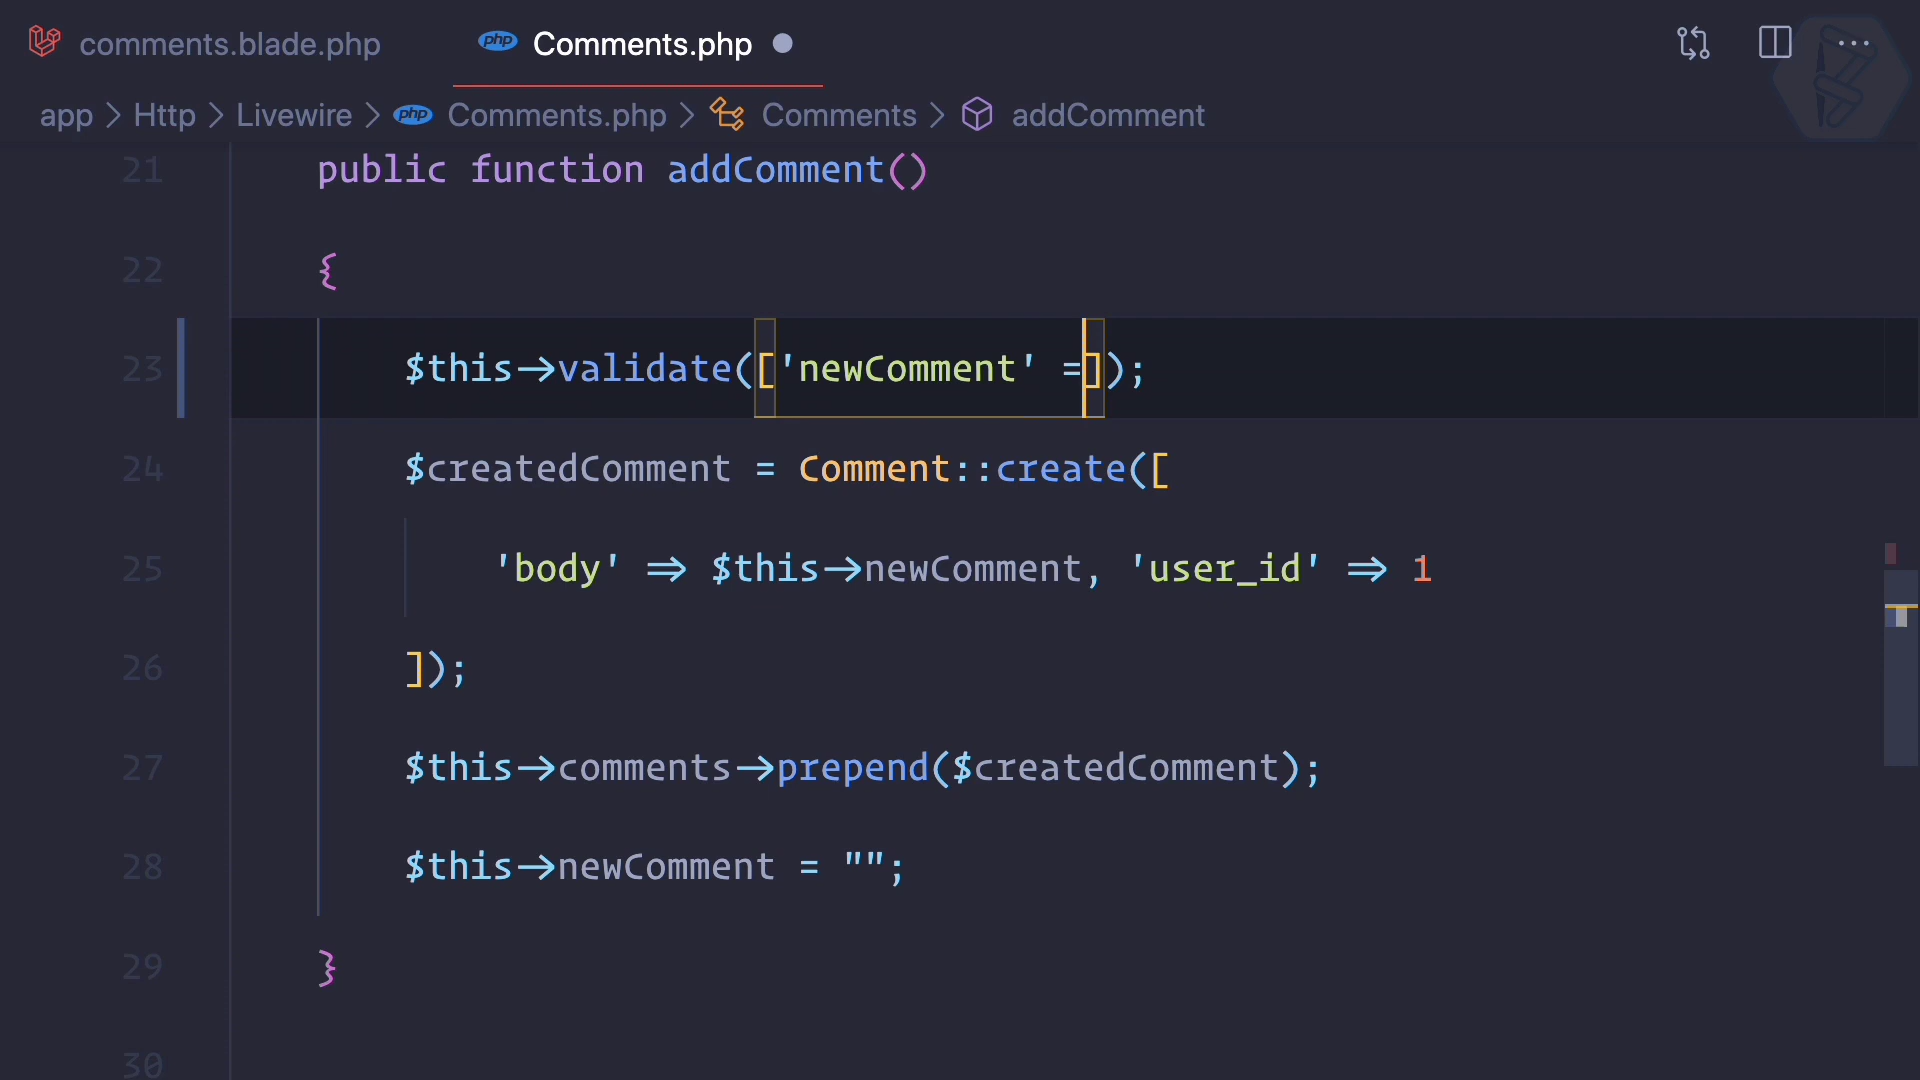 comments.blade.php php Comments.php
app > Http > Livewire > php Comments.php > Comments > addComment
21 public function addComment()
22 {
23 $this->validate(['newComment' =]);
24 $createdComment = Comment::create([
25 'body' => $this->newComment, 'user_id' => 1
26 ]);
27 $this->comments->prepend($createdComment);
28 $this->newComment = "";
29 }
30